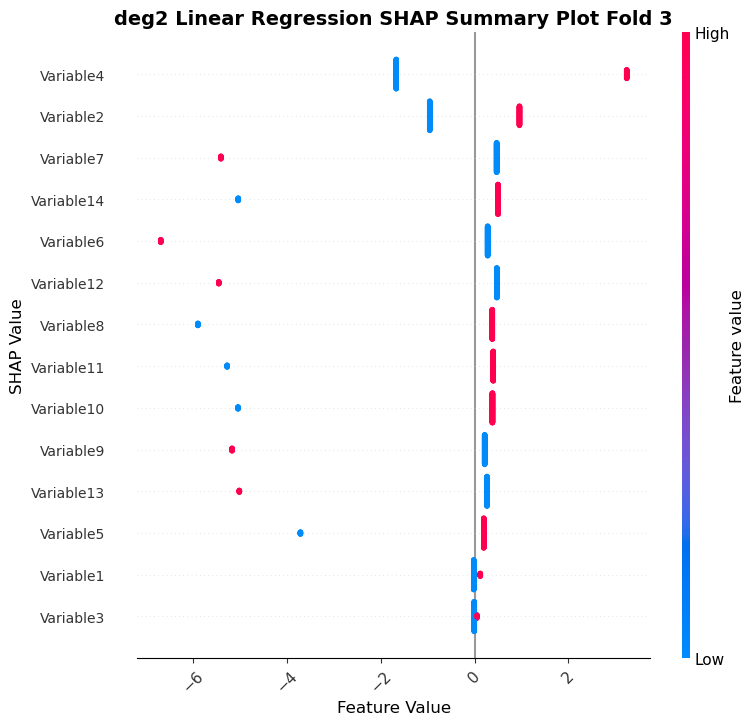 deg2 Linear Regression SHAP Summary Plot Fold 3
High
Variable4
Variable2
Variable7
Variable14
Variable6
Variable12
Variable8
Variable11
Variable10
Variable9
Variable13
Variable5
Variable1
Variable3
SHAP Value
Feature value
Low
−6
−4
−2
0
2
Feature Value